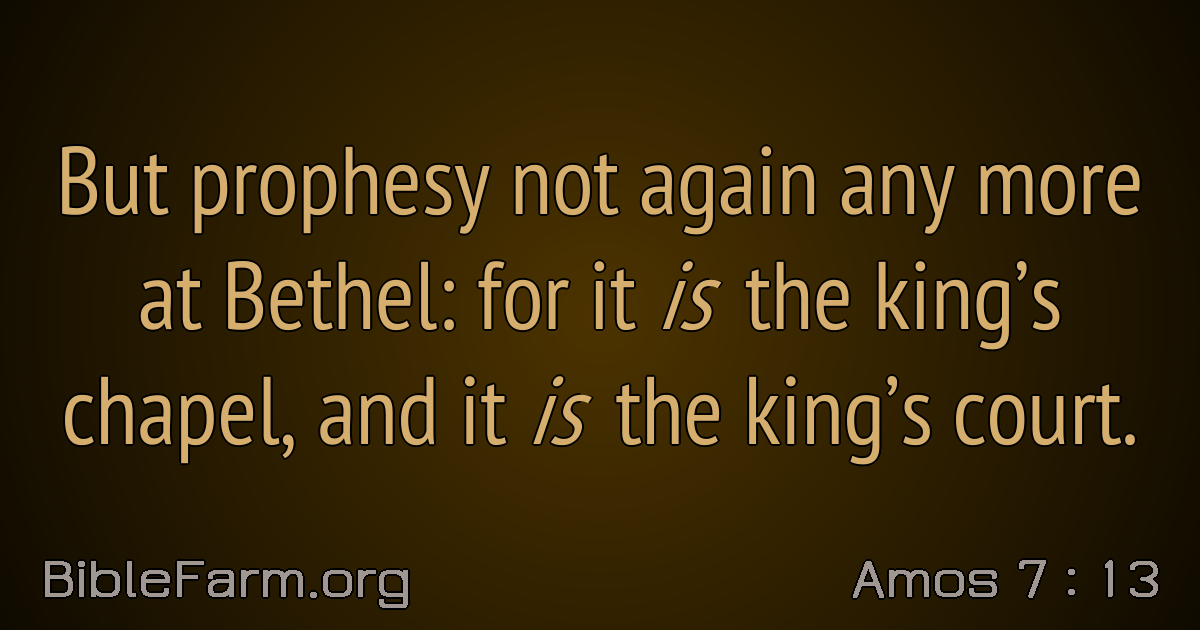 But prophesy not again any more
at Bethel: for it is the king’s
chapel, and it is the king’s court.
BibleFarm.org
Amos 7 : 13